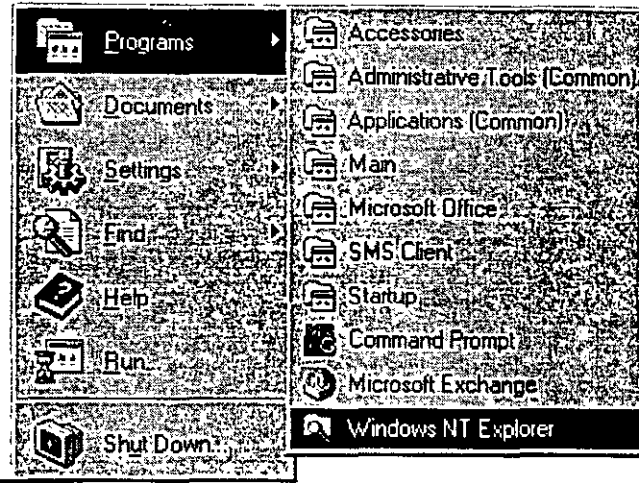 Programs
Documents
Settings
Find
Help
Run...
Shut Down...
Accessories
Administrative Tools (Common)
Applications (Common)
Main
Microsoft Office
SMS Client
Startup
Command Prompt
Microsoft Exchange
Windows NT Explorer